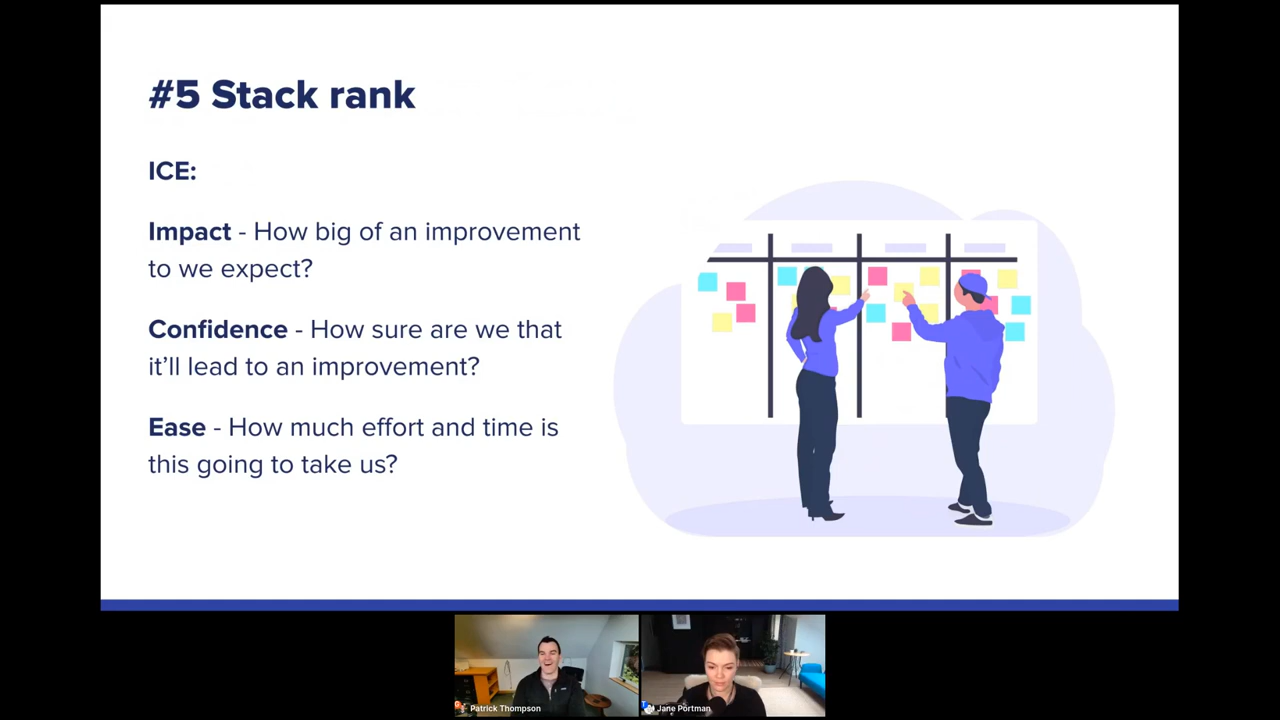 #5 Stack rank
ICE:
Impact - How big of an improvement
to we expect?
Confidence - How sure are we that
it’ll lead to an improvement?
Ease - How much effort and time is
this going to take us?
Patrick Thompson
Jane Portman